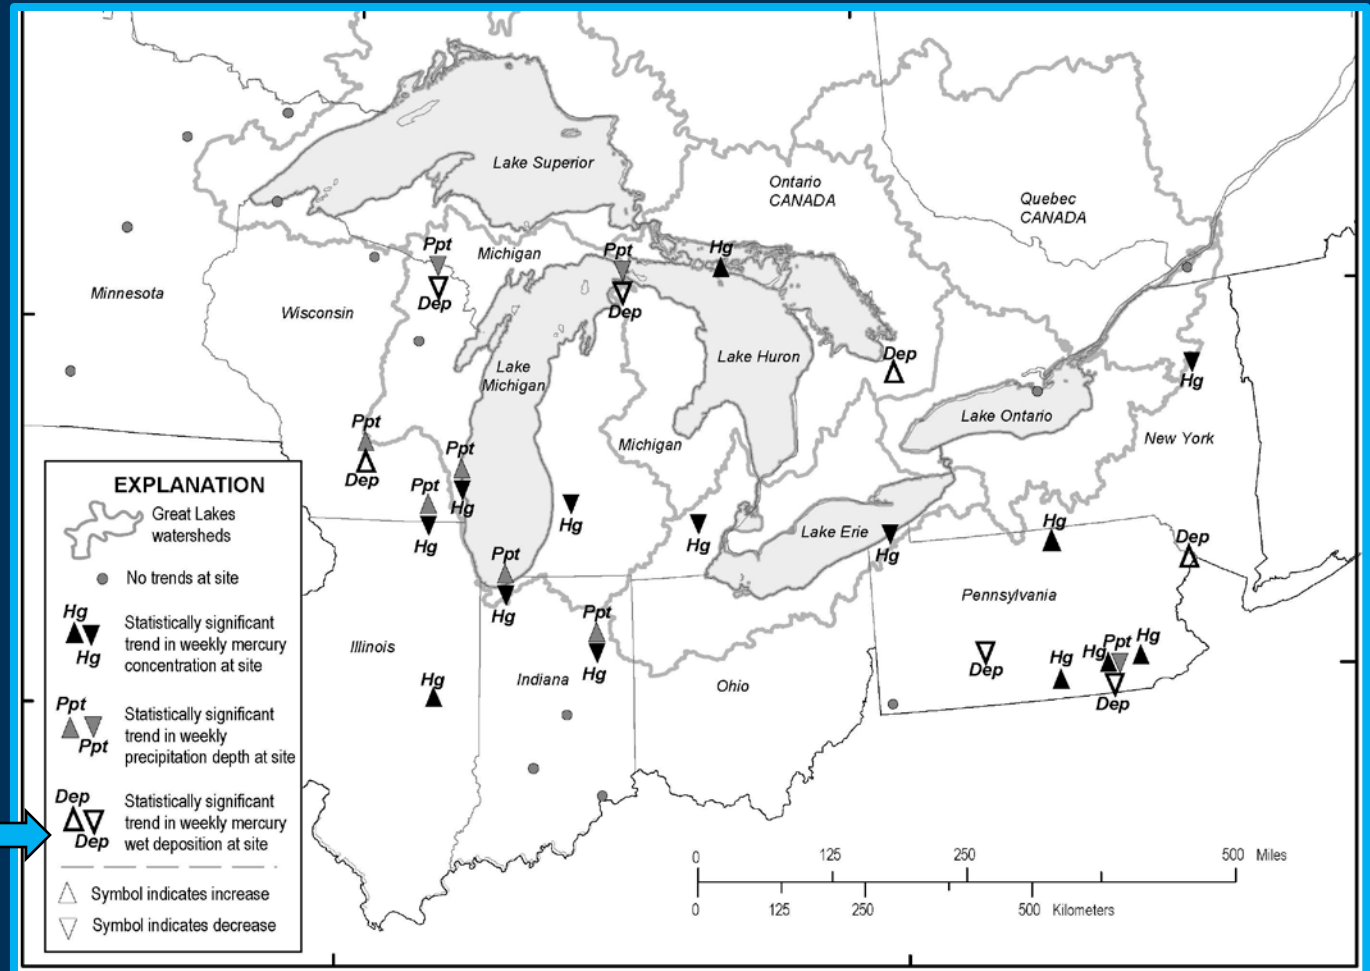 Lake Superior
Ontario
CANADA
Quebec
CANADA
Ppt
Dep
Michigan
Ppt
Dep
Hg
Minnesota
Wisconsin
Lake
Michigan
Lake Huron
Dep
Hg
Lake Ontario
New York
Michigan
Ppt
Dep
Ppt
Hg
Ppt
Hg
Hg
Hg
Lake Erie
Hg
Hg
Dep
Ppt
Hg
Pennsylvania
Ppt
Hg
Illinois
Hg
Indiana
Ohio
Dep
Hg
Hg
Ppt
Hg
Dep
EXPLANATION
Great Lakes
watersheds
No trends at site
Hg
Hg
Statistically significant
trend in weekly mercury
concentration at site
Ppt
Ppt
Statistically significant
trend in weekly
precipitation depth at site
Dep
Dep
Statistically significant
trend in weekly mercury
wet deposition at site
Symbol indicates increase
Symbol indicates decrease
0 125 250 500 Miles
0 125 250 500 Kilometers